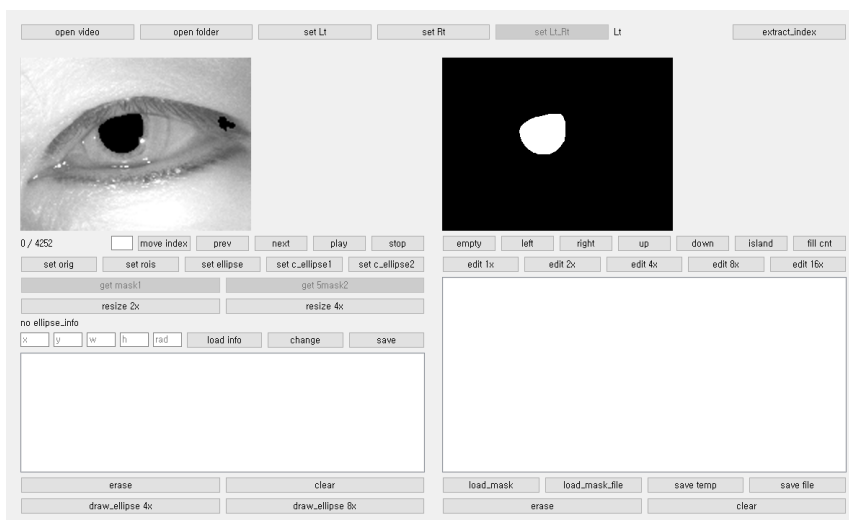 open video open folder set Lt set Rt set Lt_Rt Lt extract_index
0 / 4252 move index prev next play stop
set orig set rois set ellipse set c_ellipse1 set c_ellipse2
get mask1 get 5mask2
resize 2x resize 4x
no ellipse_info
x y w h rad load info change save
erase clear
draw_ellipse 4x draw_ellipse 8x
empty left right up down island fill cnt
edit 1x edit 2x edit 4x edit 8x edit 16x
load_mask load_mask_file save temp save file
erase clear